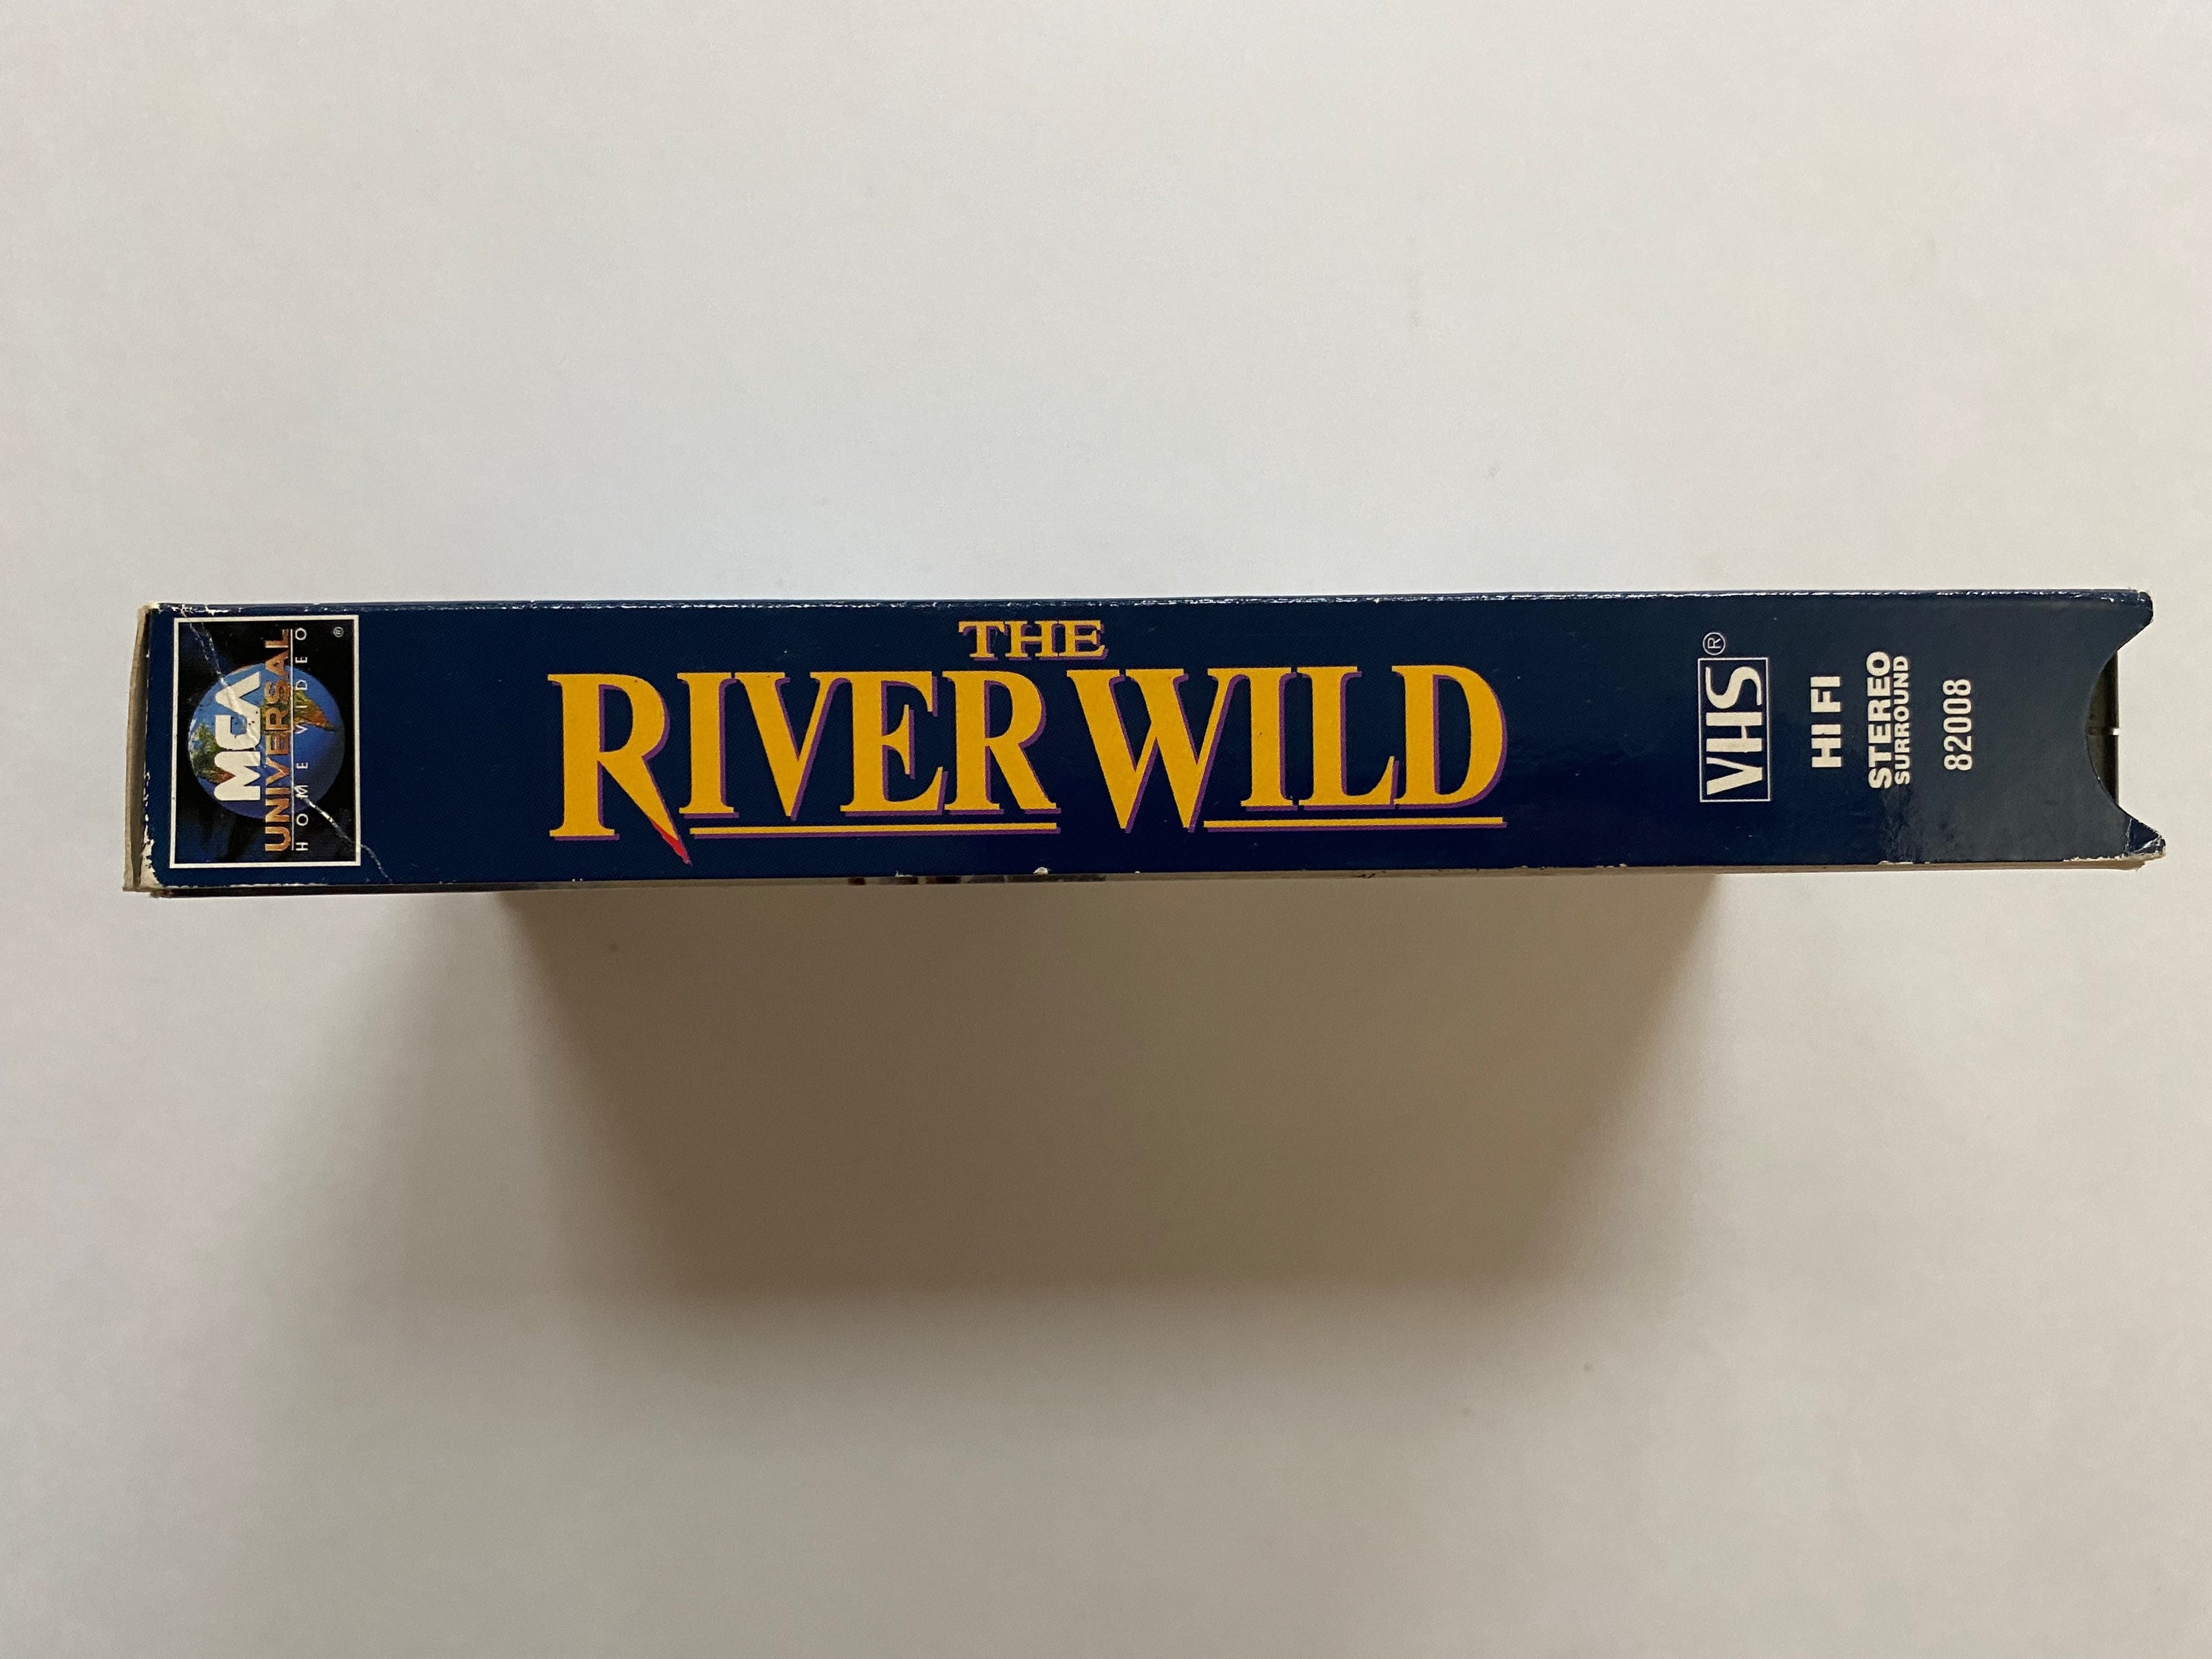 MCA
UNIVERSAL
HOME VIDEO
®
THE
RIVER WILD
VHS®
HI FI
STEREO
SURROUND
82008